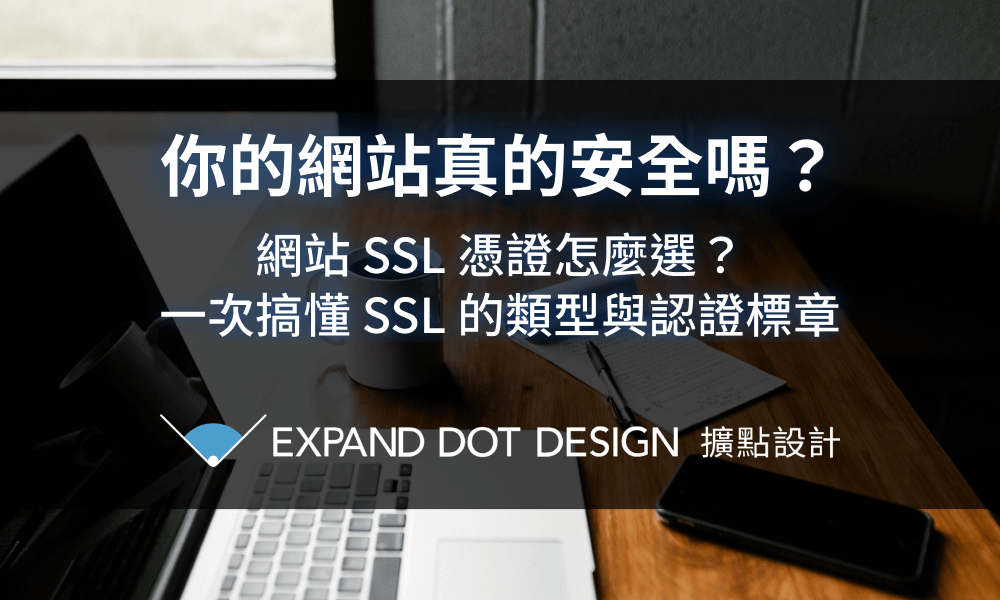 你的網站真的安全嗎？
網站 SSL 憑證怎麼選？
一次搞懂 SSL 的類型與認證標章
EXPAND DOT DESIGN 擴點設計